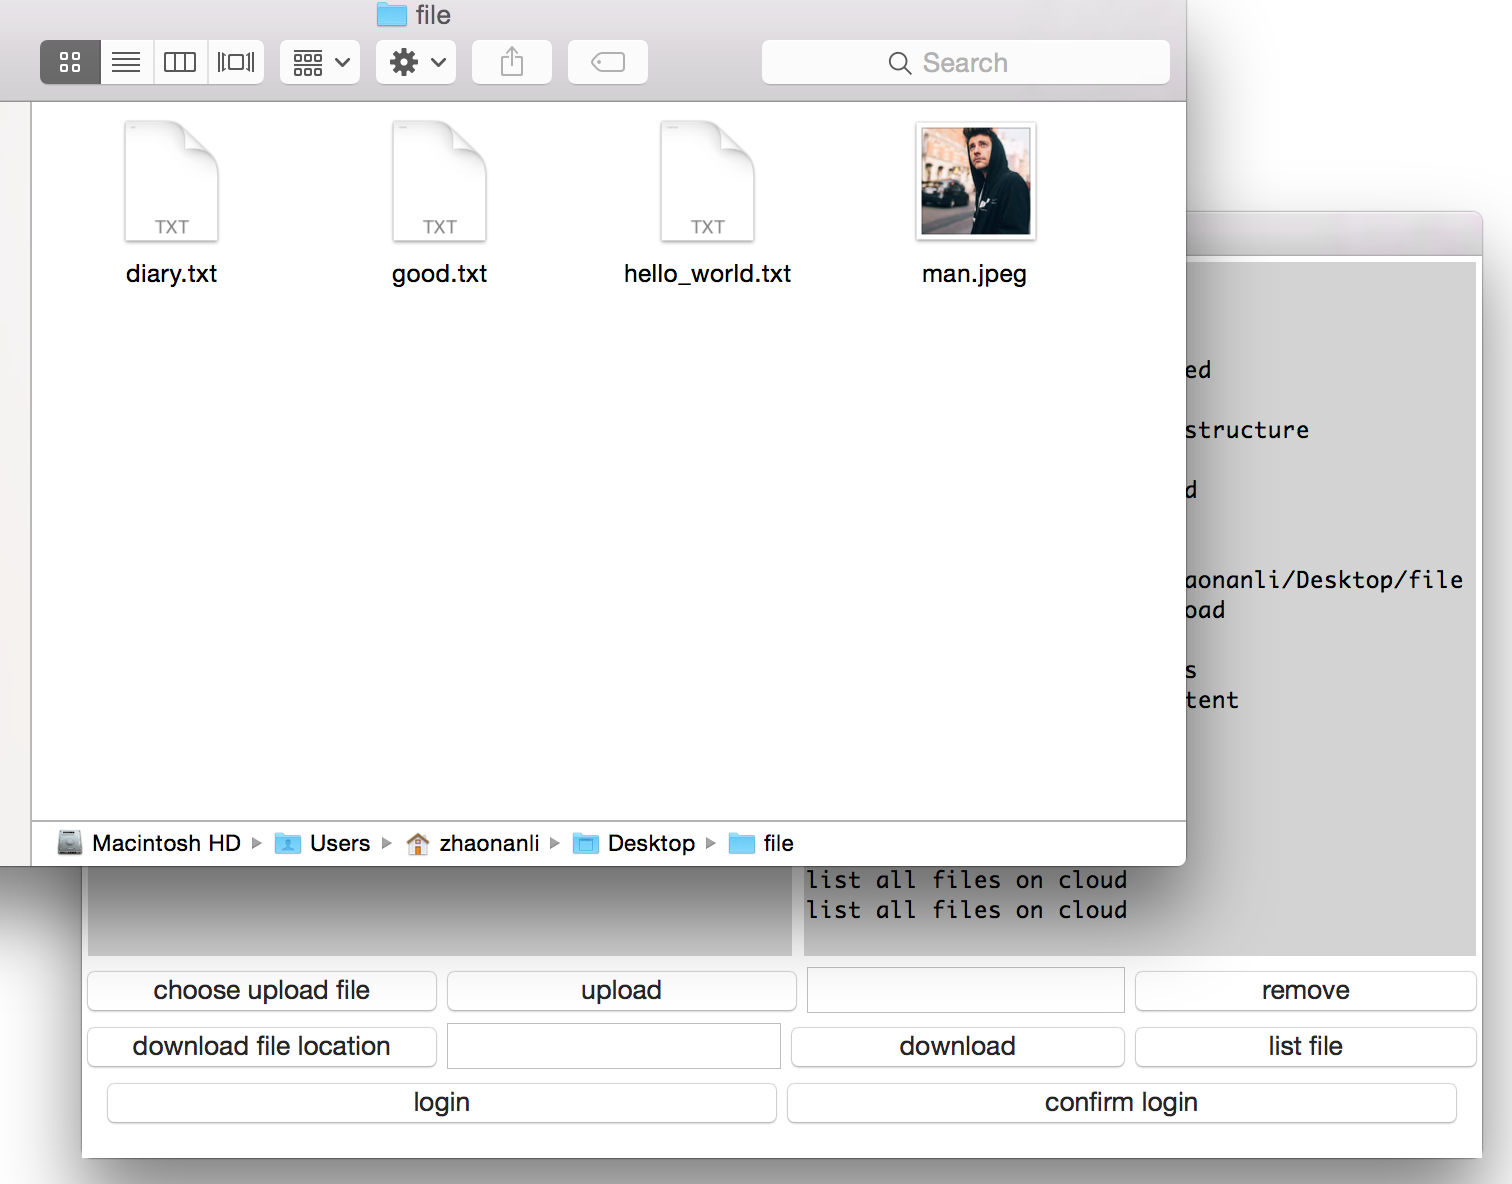 file
Search
TXT TXT TXT
diary.txt good.txt hello_world.txt man.jpeg
ed
structure
d
aonanli/Desktop/file
oad
s
tent
Macintosh HD Users zhaonanli Desktop file
list all files on cloud
list all files on cloud
choose upload file upload remove
download file location download list file
login confirm login